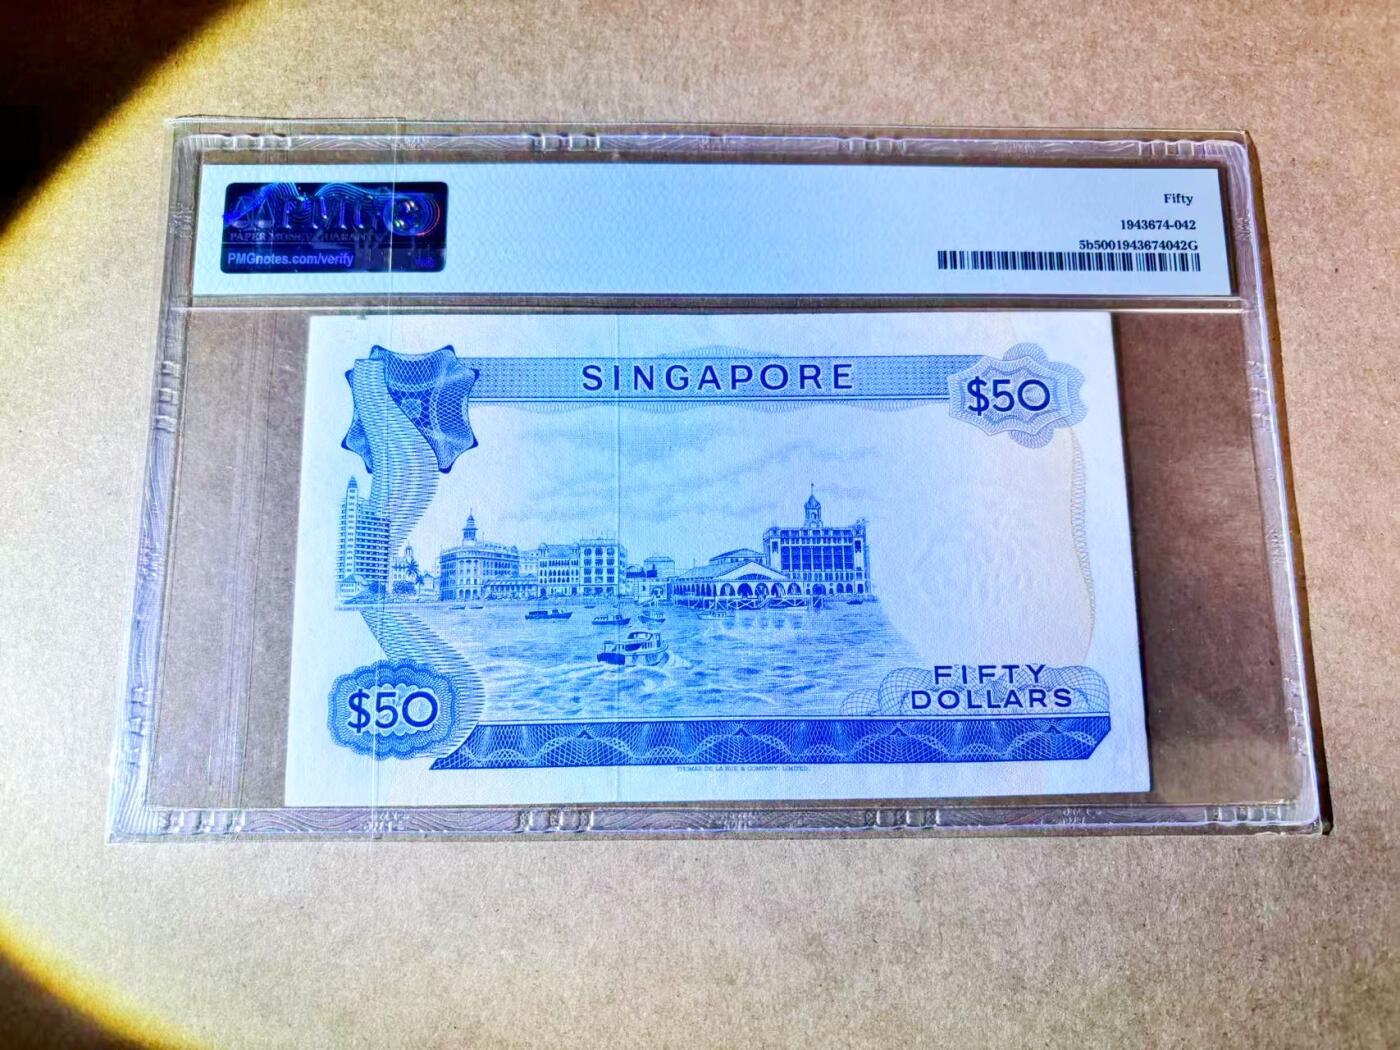 PMG
PAPER MONEY GUARANTY
PMGnotes.com/verify
Fifty
1943674-042
5b5001943674042G
SINGAPORE
$50
$50
FIFTY
DOLLARS
THOMAS DE LA RUE & COMPANY, LIMITED.